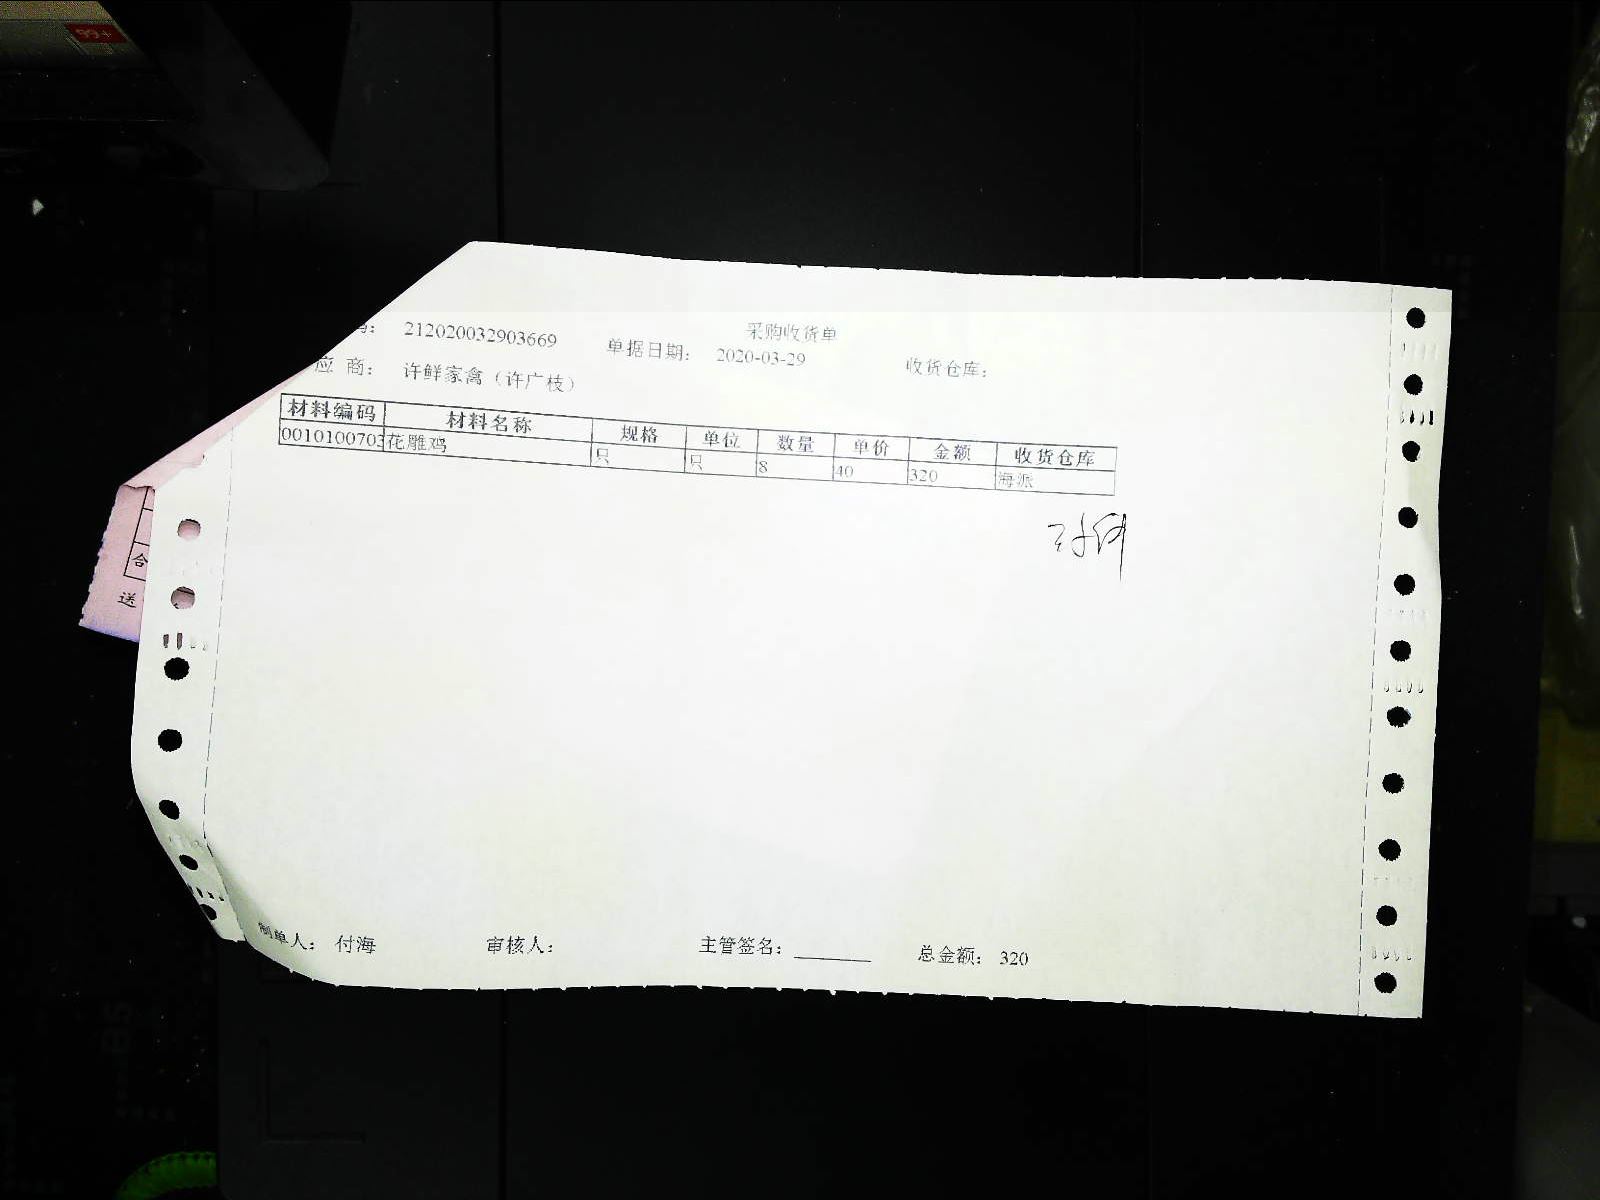 99+
采购收货单
码： 212020032903669 单据日期： 2020-03-29 收货仓库：
应 商： 许鲜家禽（许广枝）
材料编码 材料名称 规格 单位 数量 单价 金额 收货仓库
0010100703 花雕鸡 只 只 8 40 320 海派
合
送
制单人： 付海 审核人： 主管签名： 总金额： 320